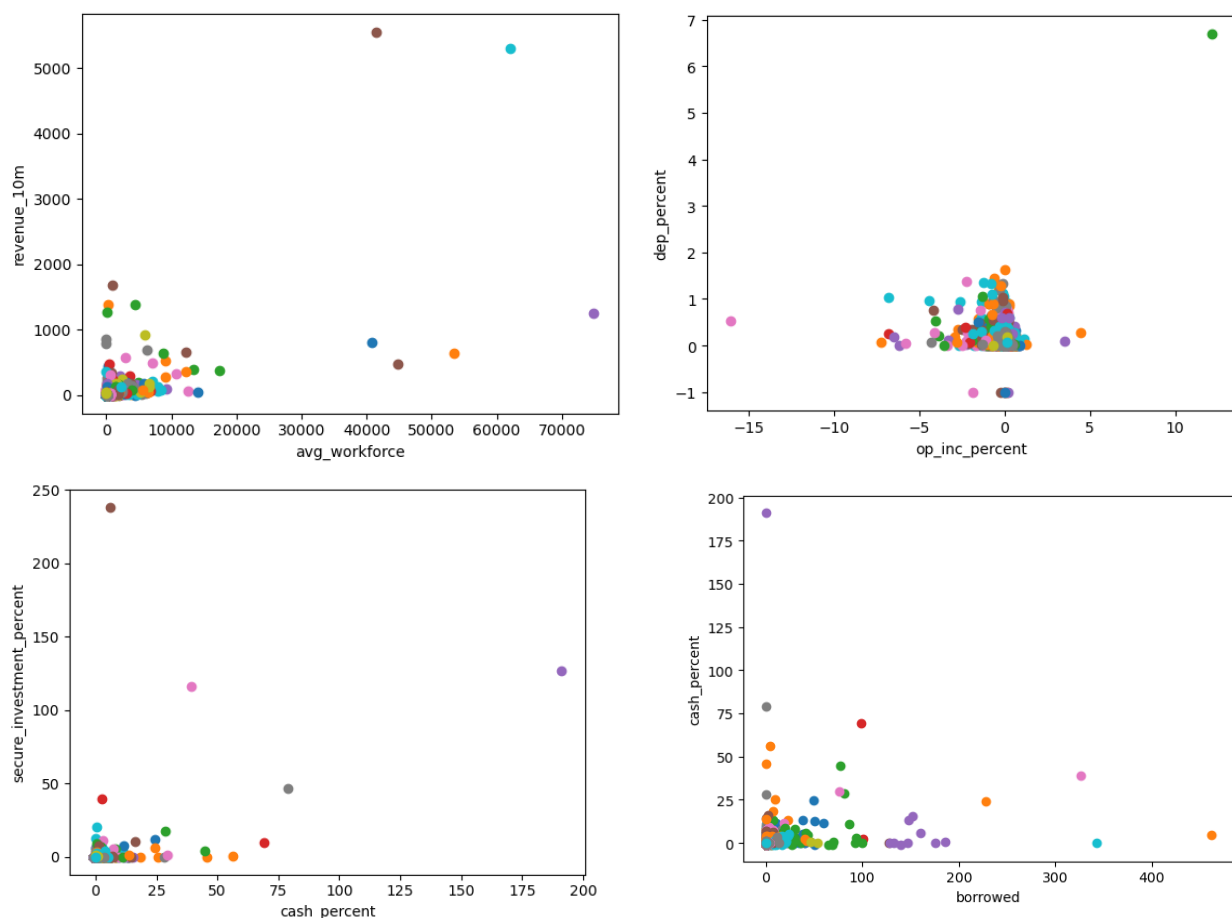 revenue_10m
5000
4000
3000
2000
1000
0
0 10000 20000 30000 40000 50000 60000 70000
avg_workforce
dep_percent
7
6
5
4
3
2
1
0
−1
−15 −10 −5 0 5 10
op_inc_percent
secure_investment_percent
250
200
150
100
50
0
0 25 50 75 100 125 150 175 200
cash_percent
cash_percent
200
175
150
125
100
75
50
25
0
0 100 200 300 400
borrowed